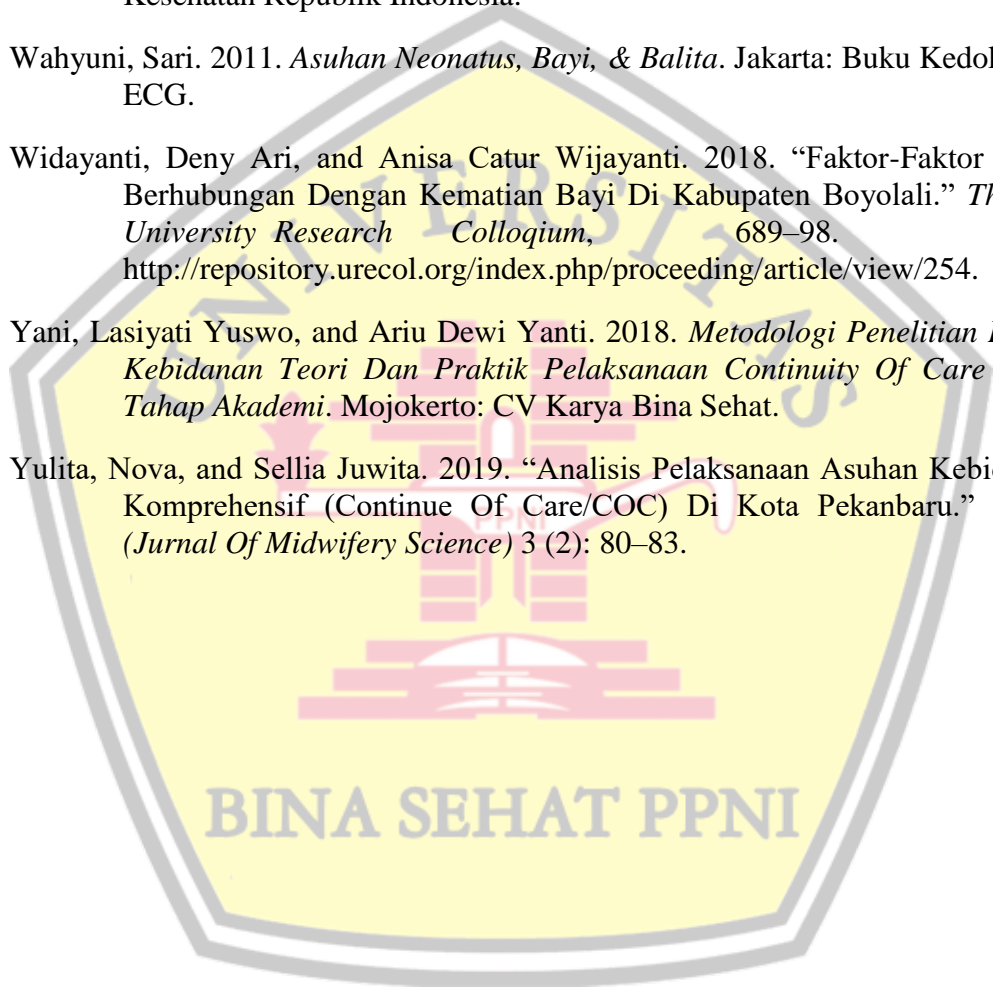 Kesehatan Republik Indonesia.
Wahyuni, Sari. 2011. Asuhan Neonatus, Bayi, & Balita. Jakarta: Buku
ECG.
Widayanti, Deny Ari, and Anisa Catur Wijayanti. 2018. “Faktor-Faktor
Berhubungan Dengan Kematian Bayi Di Kabupaten Boyolali.”
University Research Colloqium, 689–98.
http://repository.urecol.org/index.php/proceeding/article/view/254.
Yani, Lasiyati Yuswo, and Ariu Dewi Yanti. 2018. Metodologi Penelitian
Kebidanan Teori Dan Praktik Pelaksanaan Continuity Of Care
Tahap Akademi. Mojokerto: CV Karya Bina Sehat.
Yulita, Nova, and Sellia Juwita. 2019. “Analisis Pelaksanaan Asuhan
Komprehensif (Continue Of Care/COC) Di Kota Pekanbaru.”
(Jurnal Of Midwifery Science) 3 (2): 80–83.
UNIVERSITAS
PPNI
BINA SEHAT PPNI